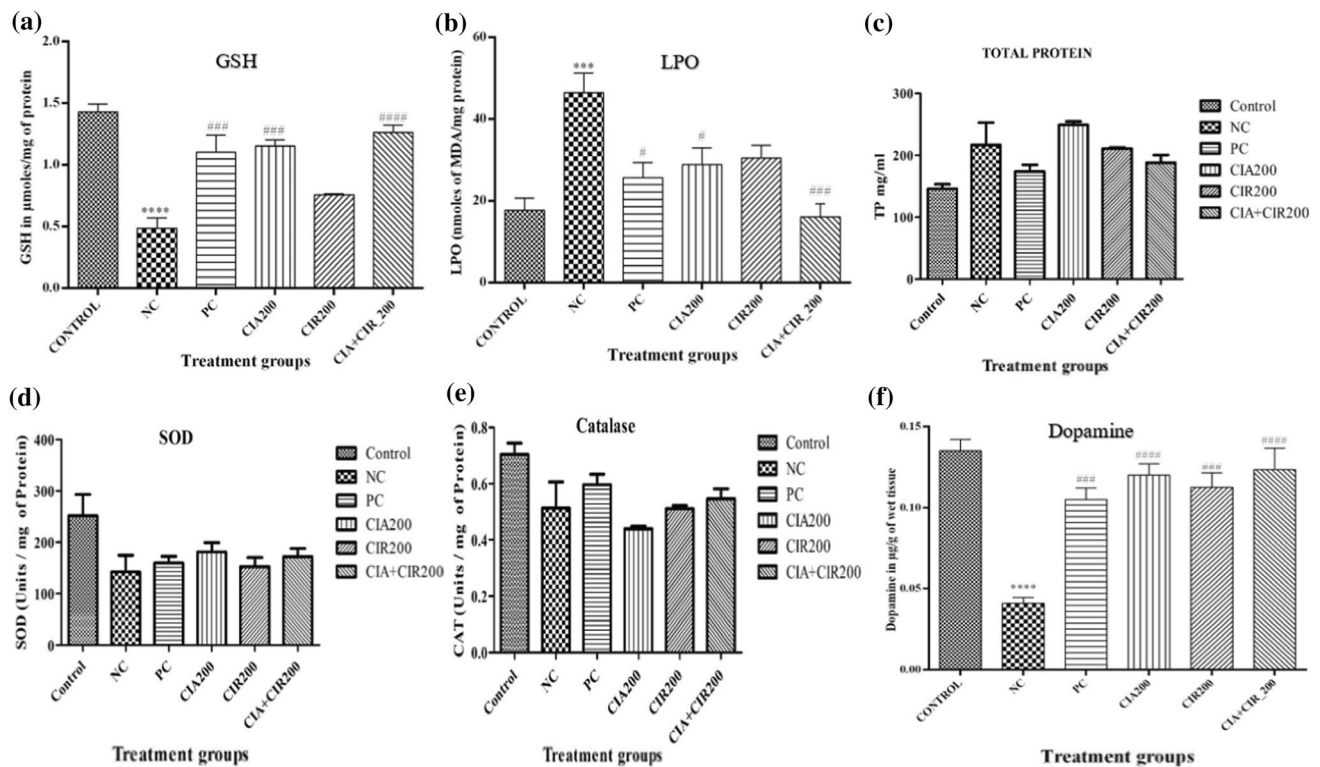 (a)
GSH
GSH in µmoles/mg of protein
2.0
1.5
1.0
0.5
0.0
****
###
###
####
CONTROL
NC
PC
CIA200
CIR200
CIA+CIR_200
Treatment groups
(b)
LPO
LPO (nmoles of MDA/mg protein)
60
40
20
0
***
#
#
###
CONTROL
NC
PC
CIA200
CIR200
CIA+CIR_200
Treatment groups
(c)
TOTAL PROTEIN
TP mg/ml
300
200
100
0
Control
NC
PC
CIA200
CIR200
CIA+CIR200
Treatment groups
Control
NC
PC
CIA200
CIR200
CIA+CIR200
(d)
SOD
SOD (Units / mg of Protein)
400
300
200
100
0
Control
NC
PC
CIA200
CIR200
CIA+CIR200
Treatment groups
Control
NC
PC
CIA200
CIR200
CIA+CIR200
(e)
Catalase
CAT (Units / mg of Protein)
0.8
0.6
0.4
0.2
0.0
Control
NC
PC
CIA200
CIR200
CIA+CIR200
Treatment groups
Control
NC
PC
CIA200
CIR200
CIA+CIR200
(f)
Dopamine
Dopamine in µg/g of wet tissue
0.15
0.10
0.05
0.00
****
###
####
###
####
CONTROL
NC
PC
CIA200
CIR200
CIA+CIR_200
Treatment groups